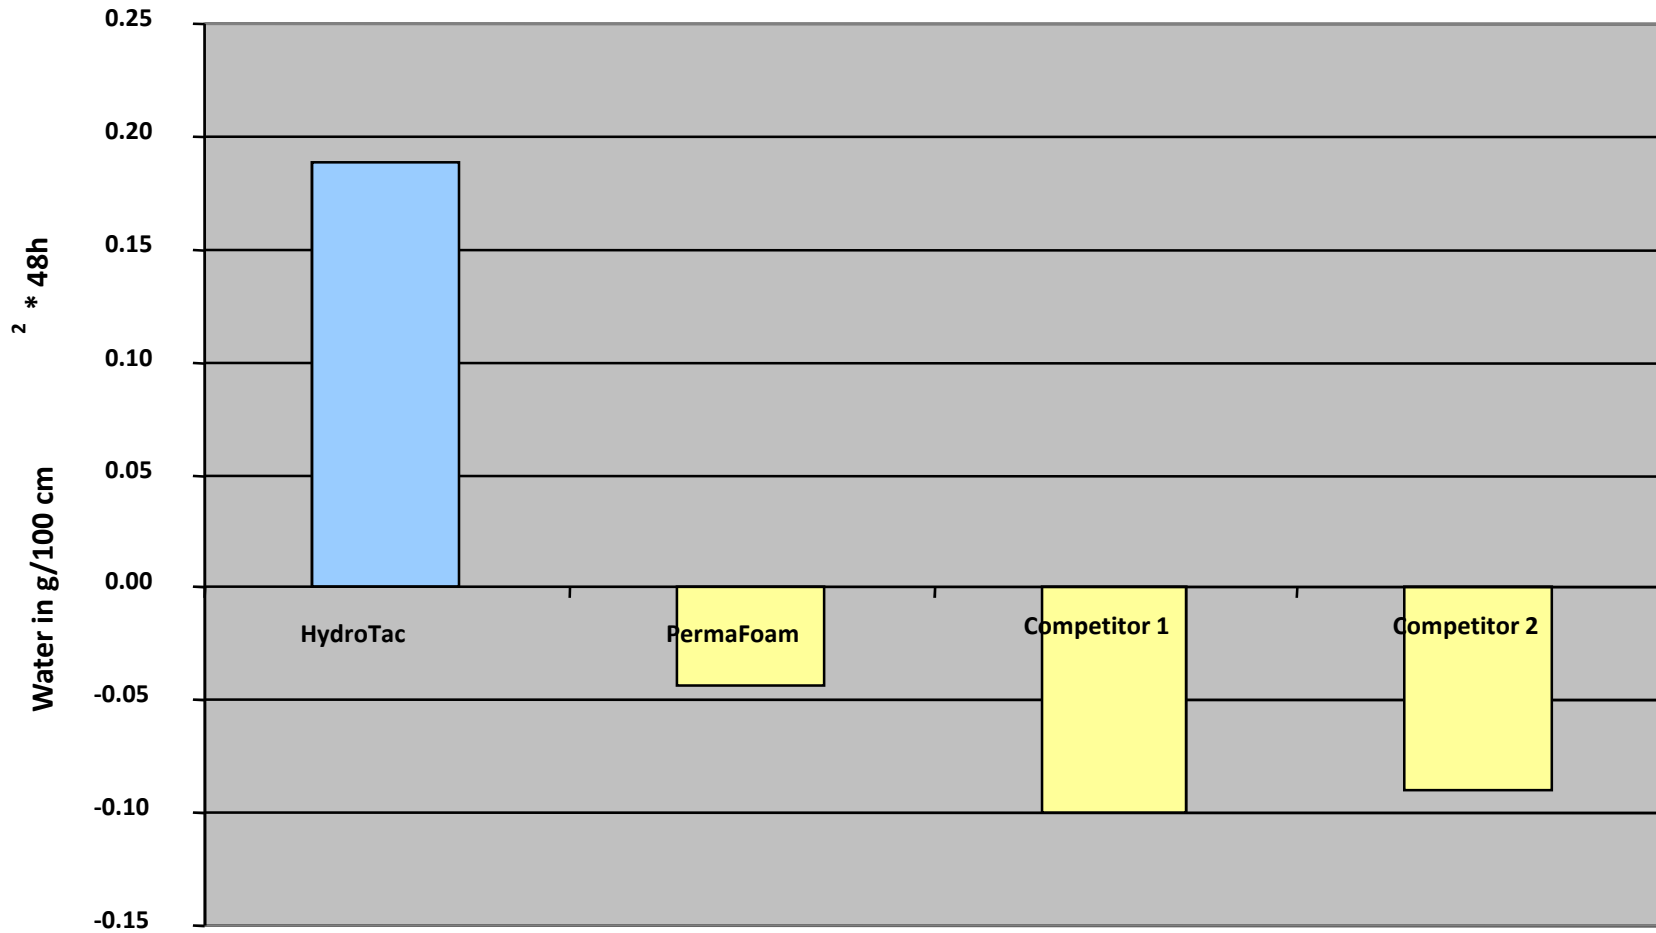 0.25
0.20
0.15
0.10
0.05
0.00
-0.05
-0.10
-0.15
Water in g/100 cm
2
* 48h
HydroTac
PermaFoam
Competitor 1
Competitor 2